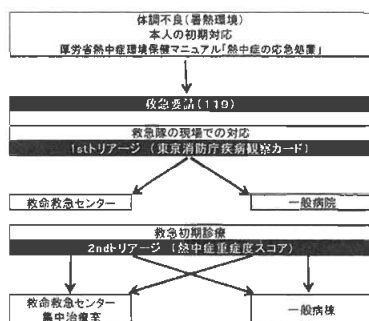 体調不良(暑熱環境)
本人の初期対応
厚労省熱中症環境保健マニュアル「熱中症の応急処置」
救急要請(119)
救急隊の現場での対応
1stトリアージ (東京消防庁疾病観察カード)
救命救急センター
一般病院
救急初期診療
2ndトリアージ (熱中症重症度スコア)
救命救急センター
集中治療室
一般病棟